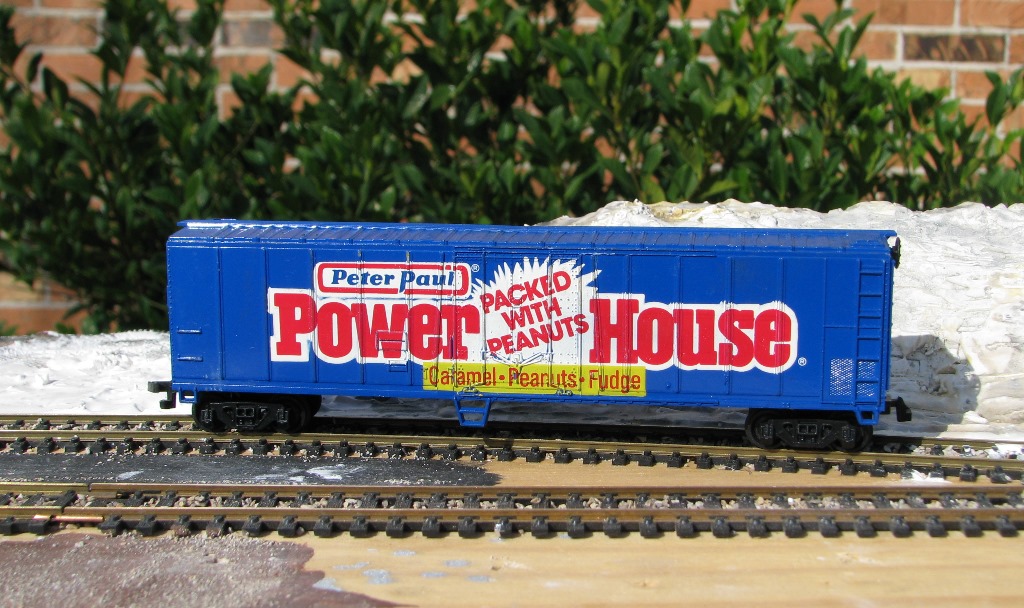 Peter Paul®
PACKED
WITH
PEANUTS
Power House®
Caramel • Peanuts • Fudge